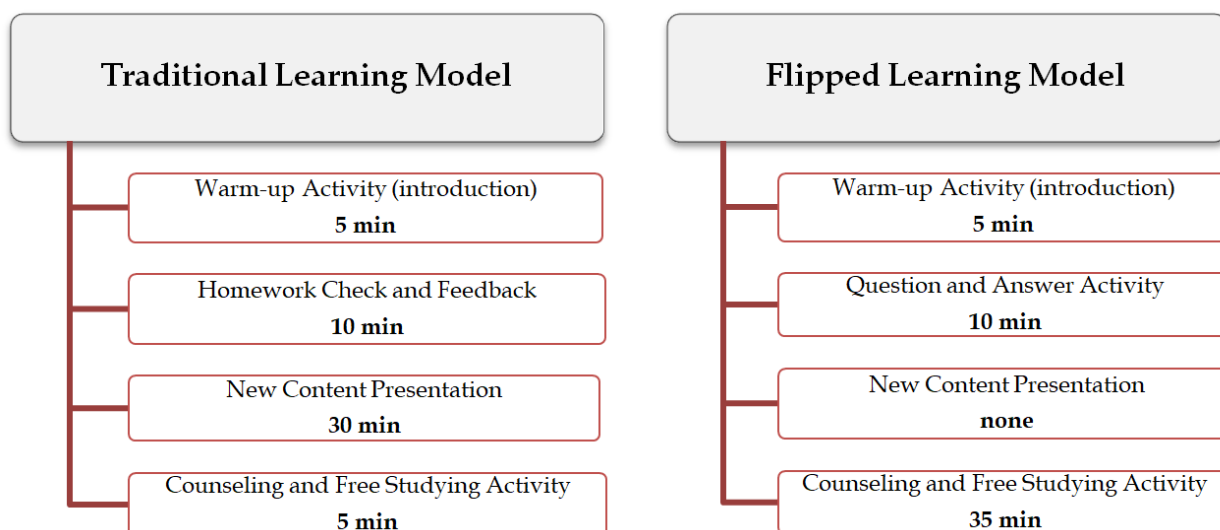 Traditional Learning Model
Warm-up Activity (introduction)
5 min
Homework Check and Feedback
10 min
New Content Presentation
30 min
Counseling and Free Studying Activity
5 min
Flipped Learning Model
Warm-up Activity (introduction)
5 min
Question and Answer Activity
10 min
New Content Presentation
none
Counseling and Free Studying Activity
35 min